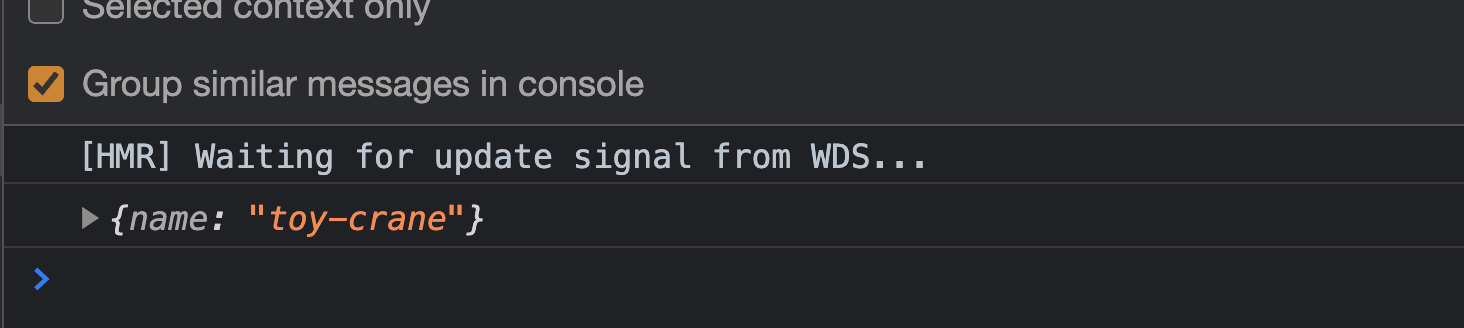 Selected context only
Group similar messages in console
[HMR] Waiting for update signal from WDS...
{name: "toy-crane"}